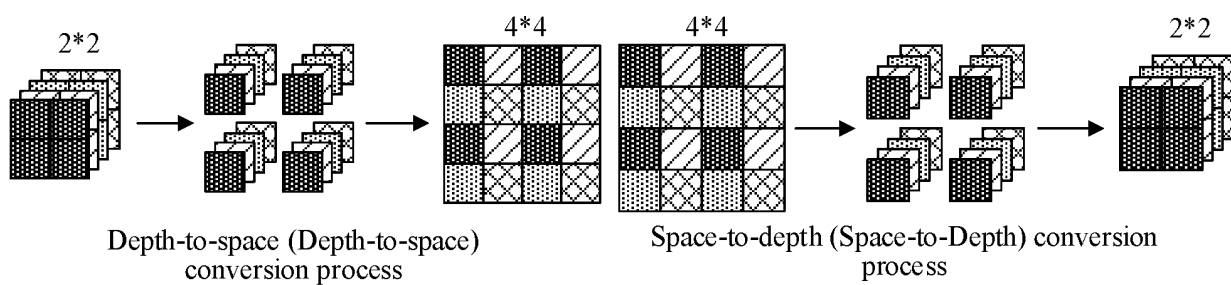 2*2
4*4
4*4
2*2
Depth-to-space (Depth-to-space)
conversion process
Space-to-depth (Space-to-Depth) conversion
process